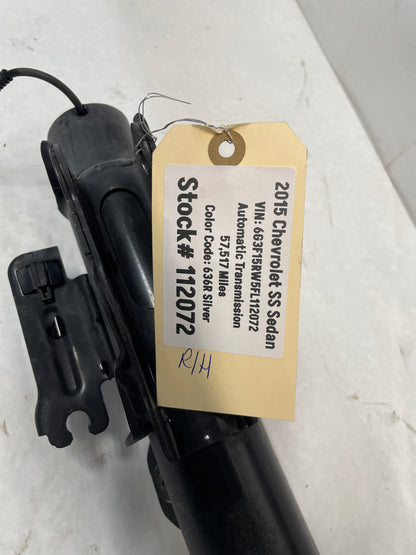 2015 Chevrolet SS Sedan
VIN: 6G3F15RW5FL112072
Automatic Transmission
57,517 Miles
Color Code: 636R Silver
Stock# 112072
R/H